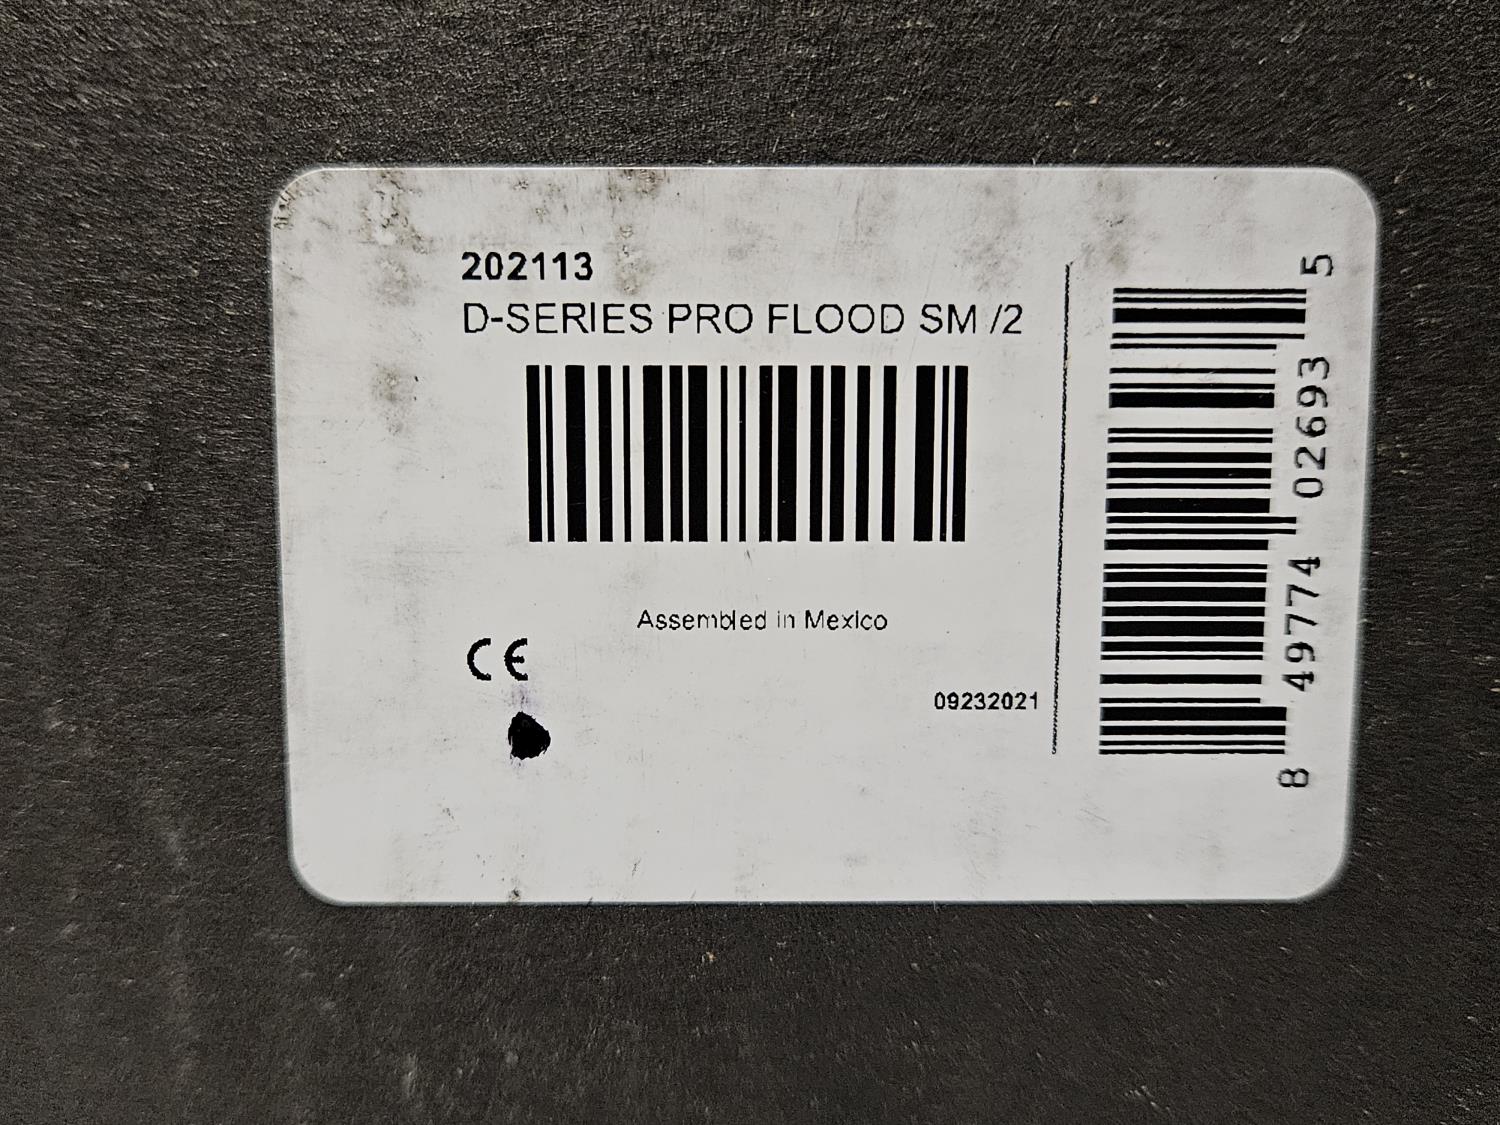 202113
D-SERIES PRO FLOOD SM /2
Assembled in Mexico
CE
09232021
8 49774 02693 5